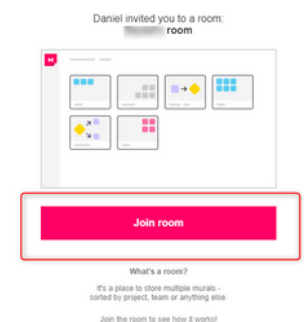 Daniel invited you to a room:
room
Join room
What's a room?
It's a place to store multiple murals -
sorted by project, team or anything else.
Join the room to see how it works!